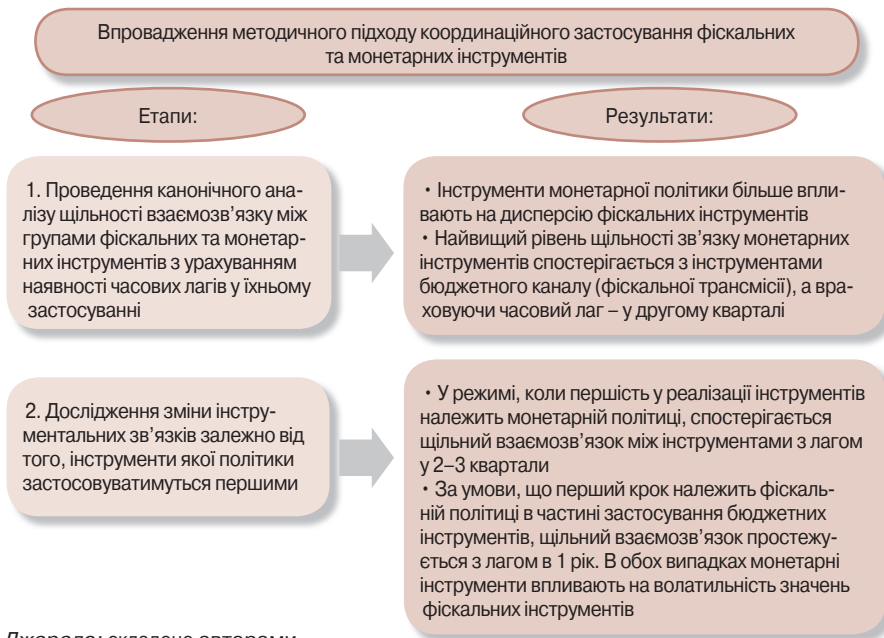 Впровадження методичного підходу координаційного застосування фіскальних
та монетарних інструментів
Етапи:
Результати:
1. Проведення канонічного ана-
лізу щільності взаємозв’язку між
групами фіскальних та монетар-
них інструментів з урахуванням
наявності часових лагів у їхньому
застосуванні
• Інструменти монетарної політики більше впли-
вають на дисперсію фіскальних інструментів
• Найвищий рівень щільності зв’язку монетарних
інструментів спостерігається з інструментами
бюджетного каналу (фіскальної трансмісії), а вра-
ховуючи часовий лаг – у другому кварталі
2. Дослідження зміни інстру-
ментальних зв’язків залежно від
того, інструменти якої політики
застосовуватимуться першими
• У режимі, коли першість у реалізації інструментів
належить монетарній політиці, спостерігається
щільний взаємозв’язок між інструментами з лагом
у 2–3 квартали
• За умови, що перший крок належить фіскаль-
ній політиці в частині застосування бюджетних
інструментів, щільний взаємозв’язок простежу-
ється з лагом в 1 рік. В обох випадках монетарні
інструменти впливають на волатильність значень
фіскальних інструментів
Джерело: складено авторами